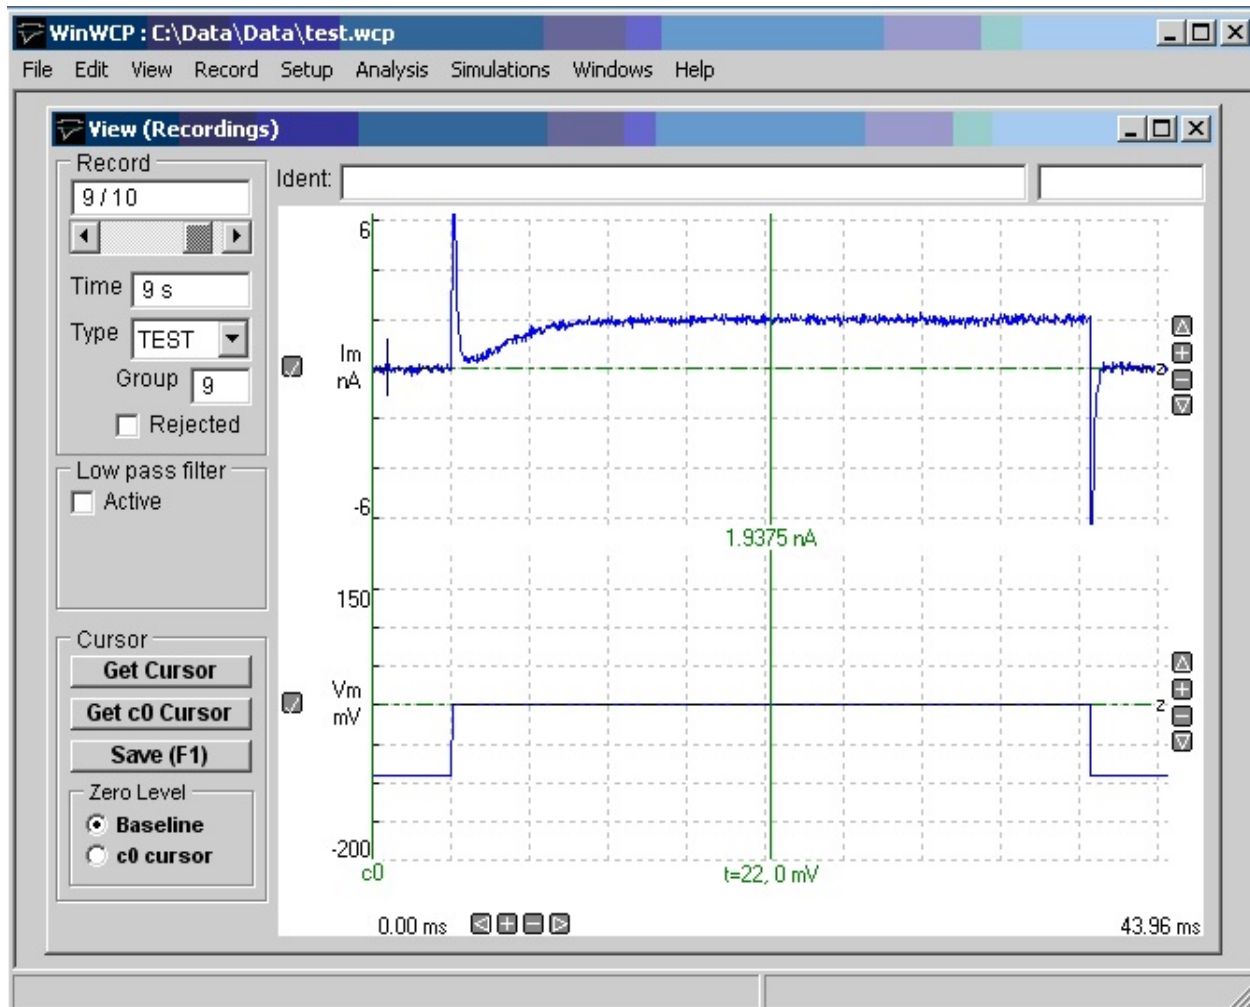 WinWCP : C:\Data\Data\test.wcp
File Edit View Record Setup Analysis Simulations Windows Help
View (Recordings)
Record
9 / 10
Time 9 s
Type TEST
Group 9
Rejected
Low pass filter
Active
Cursor
Get Cursor
Get c0 Cursor
Save (F1)
Zero Level
Baseline
c0 cursor
Ident:
6
Im
nA
z
-6
1.9375 nA
150
Vm
mV
z
-200
c0
t=22, 0 mV
0.00 ms
43.96 ms